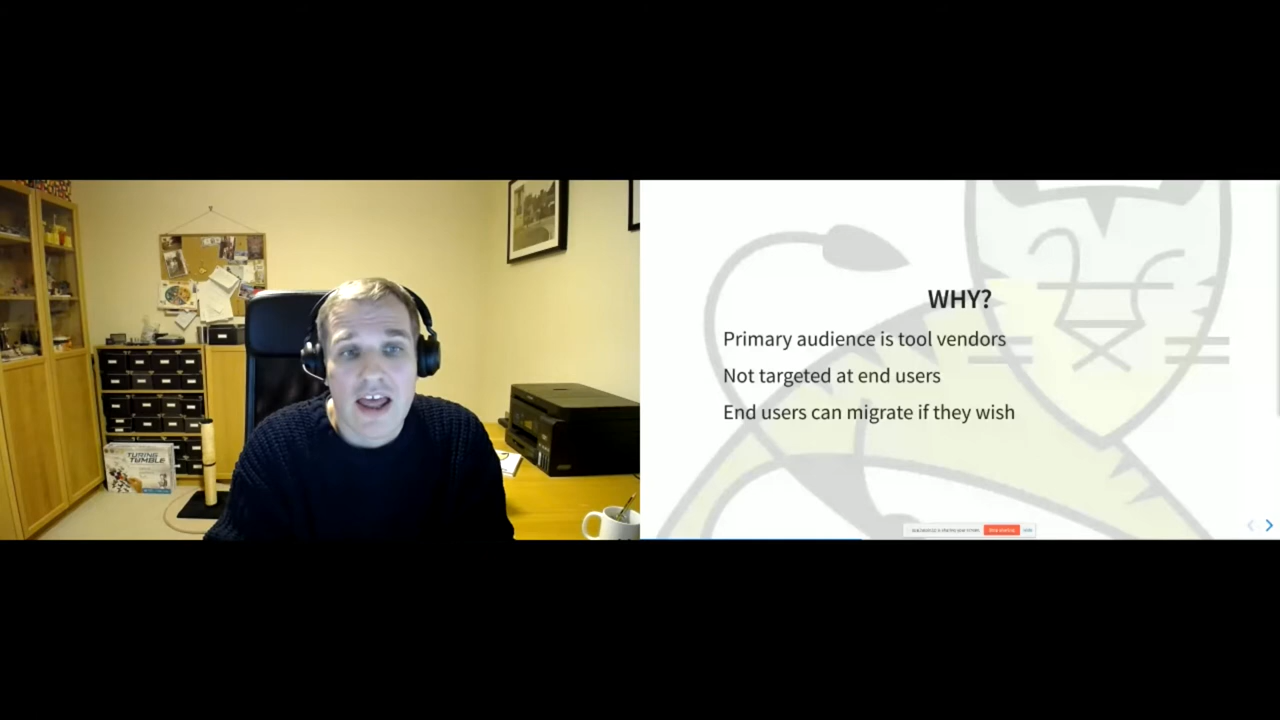 TURING
TUMBLE
WHY?
Primary audience is tool vendors
Not targeted at end users
End users can migrate if they wish